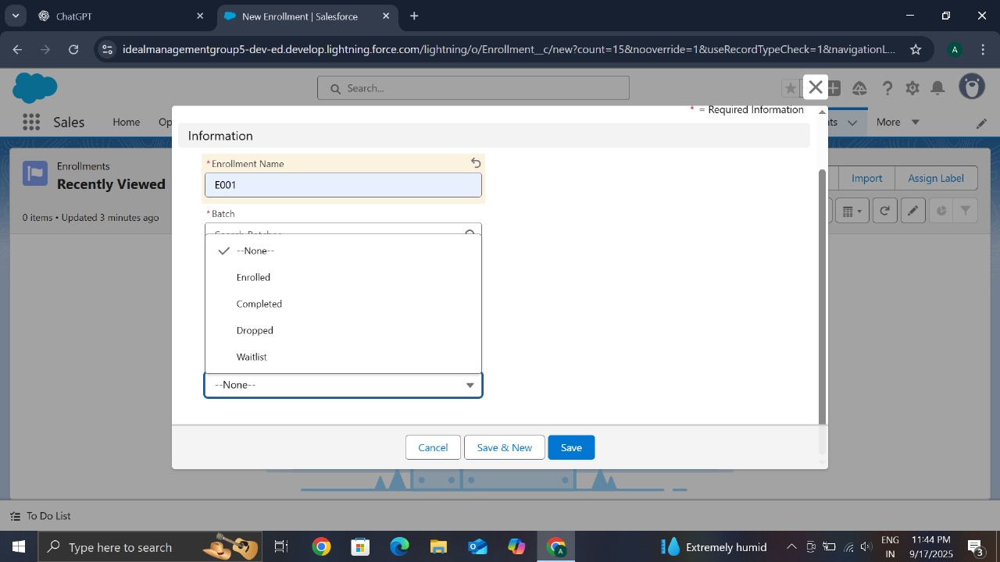 ChatGPT
New Enrollment | Salesforce
idealmanagementgroup5-dev-ed.develop.lightning.force.com/lightning/o/Enrollment__c/new?count=15&nooverride=1&useRecordTypeCheck=1&navigationL...
A
Search...
Sales
Home
Op
ts
More
* = Required Information
Information
Enrollments
Recently Viewed
0 items • Updated 3 minutes ago
Import
Assign Label
*Enrollment Name
E001
*Batch
--None--
Enrolled
Completed
Dropped
Waitlist
--None--
Cancel
Save & New
Save
To Do List
Type here to search
Extremely humid
ENG
IN
11:44 PM
9/17/2025
3